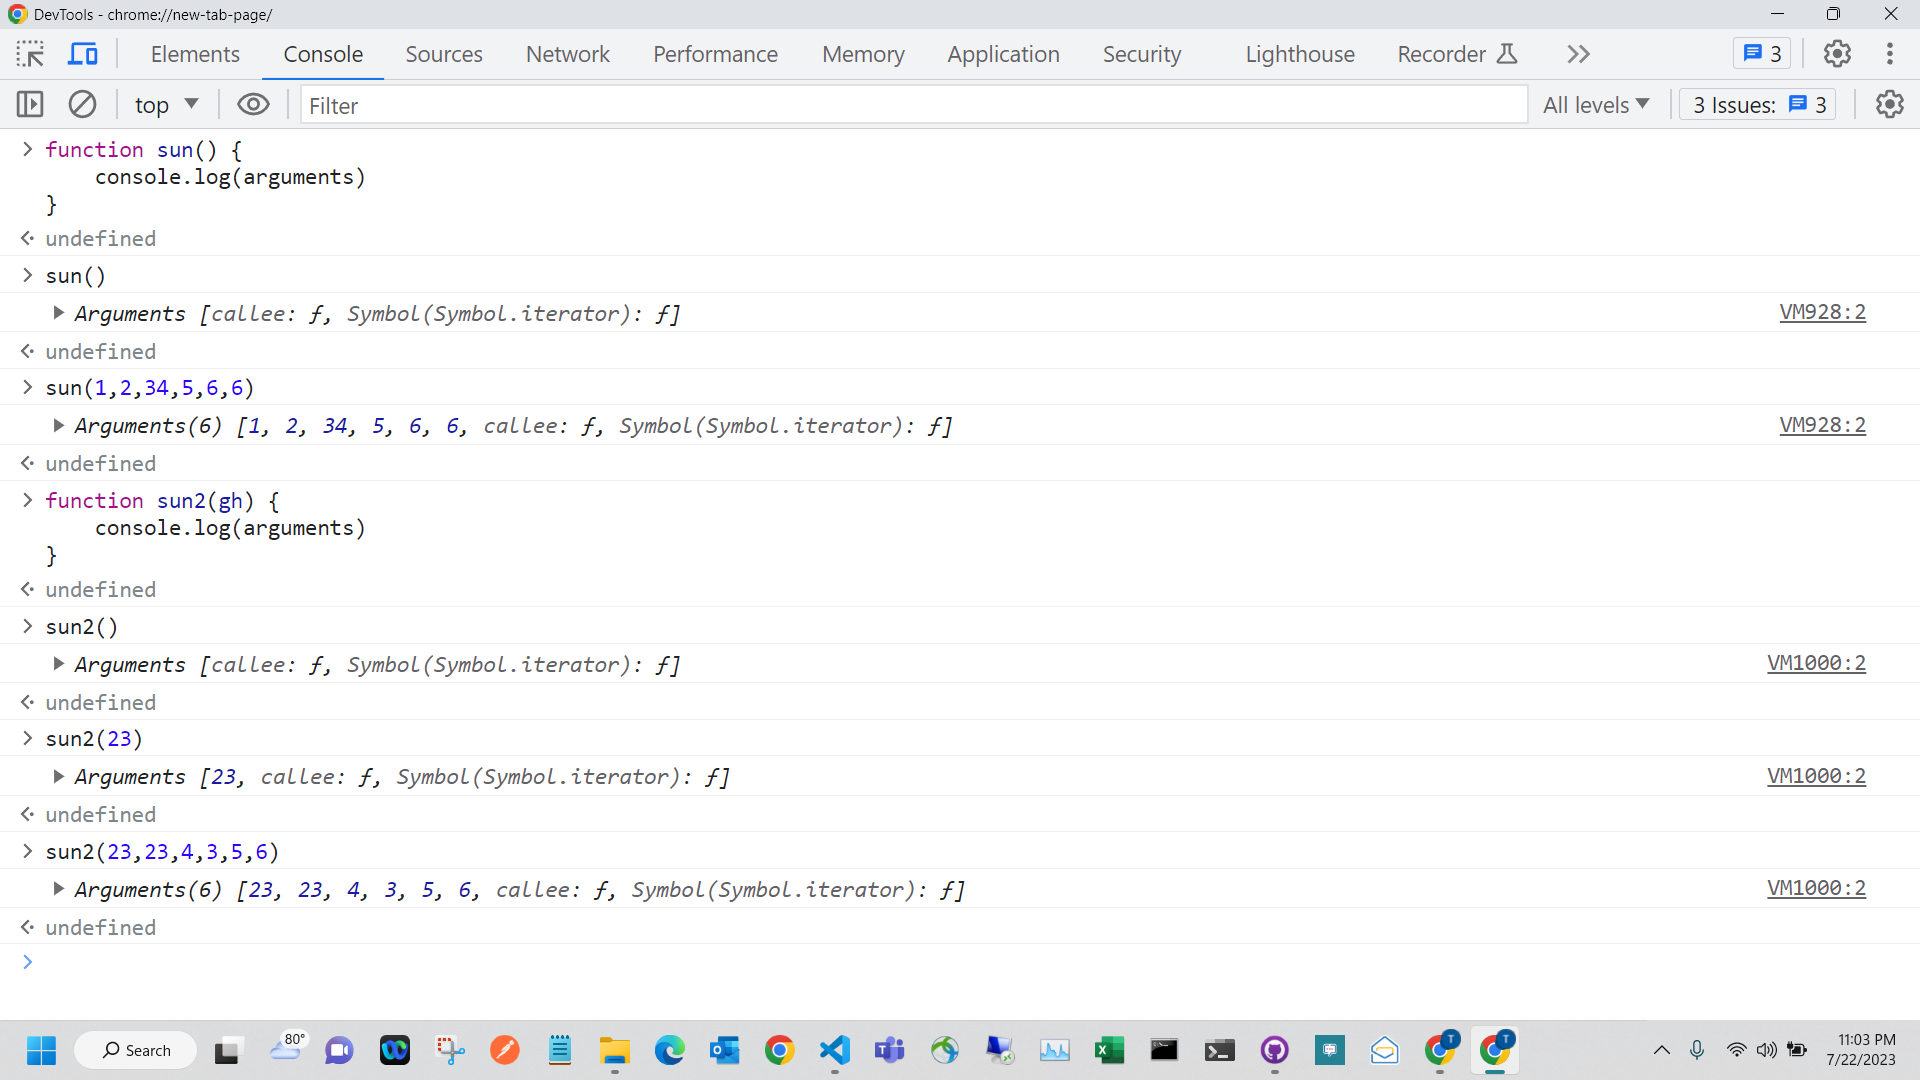 DevTools - chrome://new-tab-page/
Elements Console Sources Network Performance Memory Application Security Lighthouse Recorder 3
top Filter All levels 3 Issues: 3
function sun() {
console.log(arguments)
}
undefined
sun()
Arguments [callee: ƒ, Symbol(Symbol.iterator): ƒ] VM928:2
undefined
sun(1,2,34,5,6,6)
Arguments(6) [1, 2, 34, 5, 6, 6, callee: ƒ, Symbol(Symbol.iterator): ƒ] VM928:2
undefined
function sun2(gh) {
console.log(arguments)
}
undefined
sun2()
Arguments [callee: ƒ, Symbol(Symbol.iterator): ƒ] VM1000:2
undefined
sun2(23)
Arguments [23, callee: ƒ, Symbol(Symbol.iterator): ƒ] VM1000:2
undefined
sun2(23,23,4,3,5,6)
Arguments(6) [23, 23, 4, 3, 5, 6, callee: ƒ, Symbol(Symbol.iterator): ƒ] VM1000:2
undefined
Search 80° T T 11:03 PM
7/22/2023